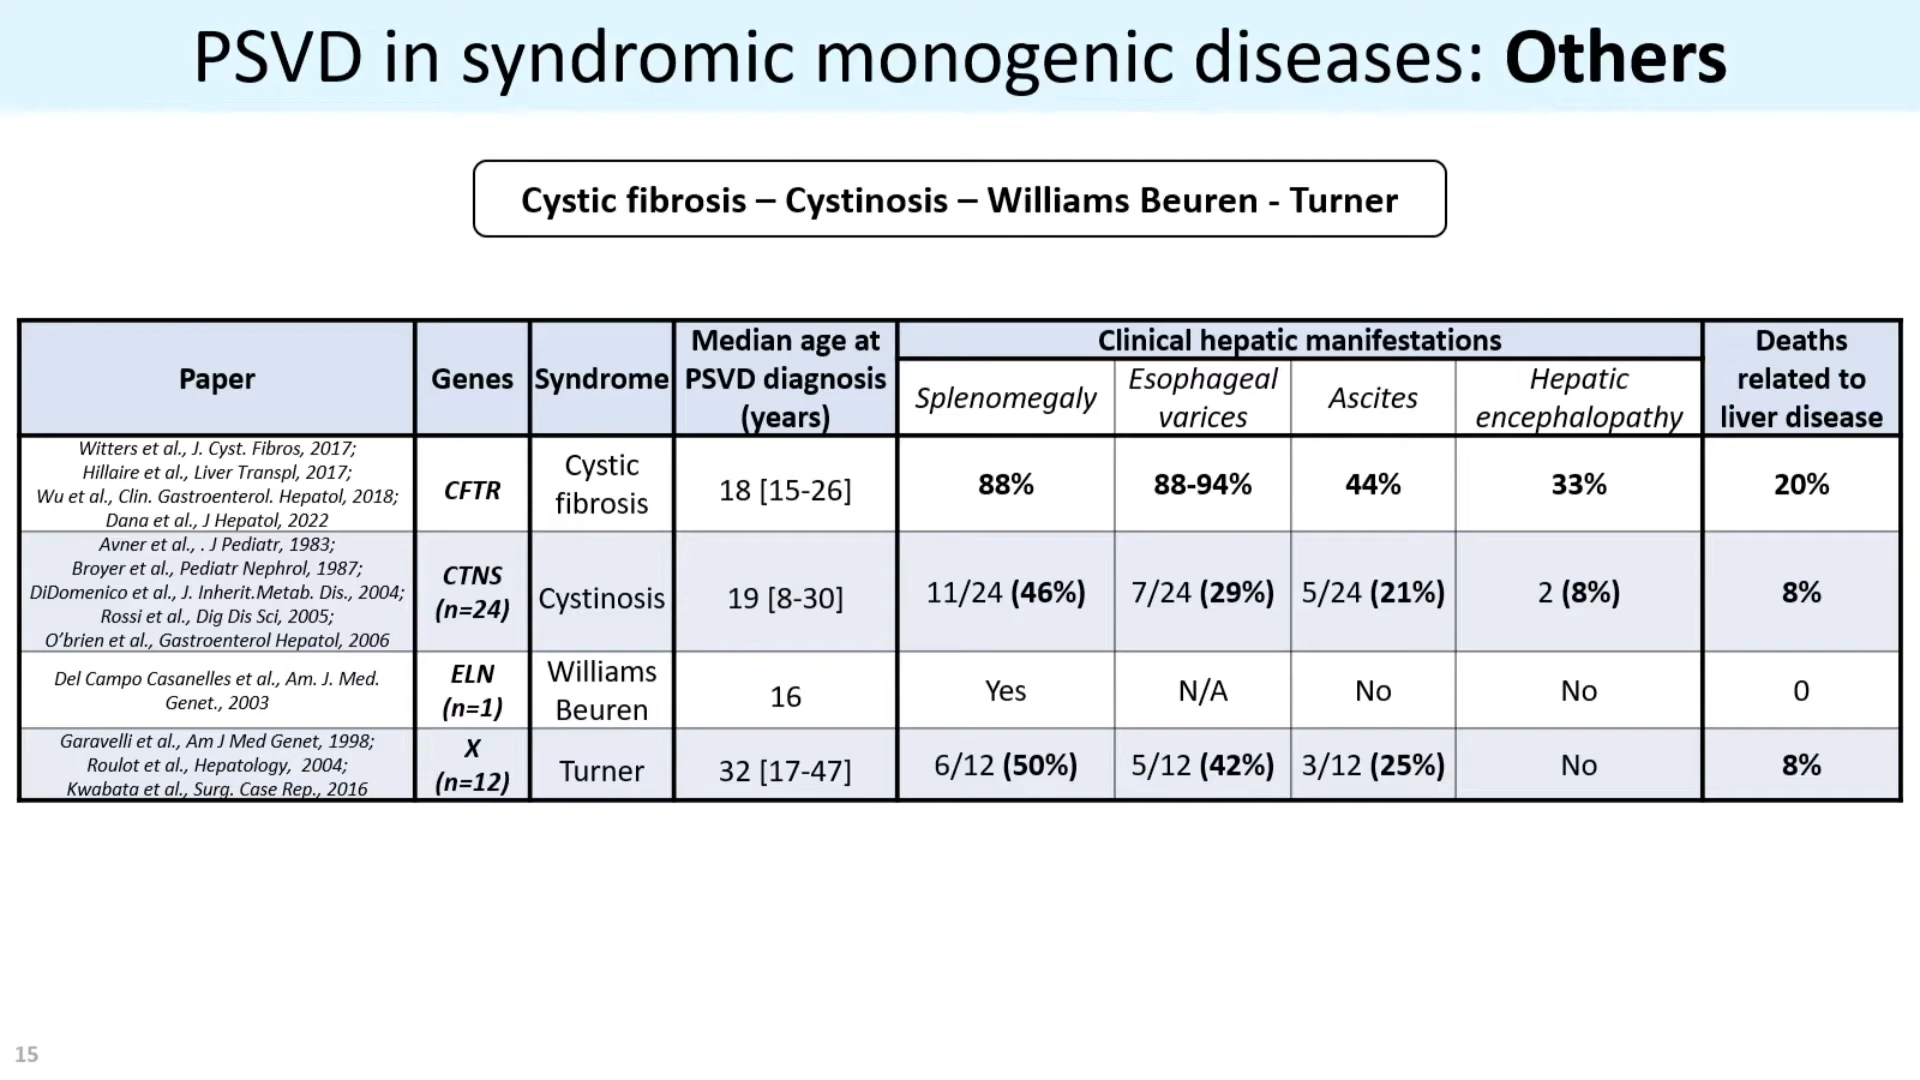 PSVD in syndromic monogenic diseases: Others
Cystic fibrosis – Cystinosis – Williams Beuren - Turner
Paper
Genes
Syndrome
Median age at
PSVD diagnosis
(years)
Clinical hepatic manifestations
Splenomegaly
Esophageal
varices
Ascites
Hepatic
encephalopathy
Deaths
related to
liver disease
Witters et al., J. Cyst. Fibros, 2017;
Hillaire et al., Liver Transpl, 2017;
Wu et al., Clin. Gastroenterol. Hepatol, 2018;
Dana et al., J Hepatol, 2022
CFTR
Cystic
fibrosis
18 [15-26]
88%
88-94%
44%
33%
20%
Avner et al., . J Pediatr, 1983;
Broyer et al., Pediatr Nephrol, 1987;
DiDomenico et al., J. Inherit.Metab. Dis., 2004;
Rossi et al., Dig Dis Sci, 2005;
O’brien et al., Gastroenterol Hepatol, 2006
CTNS
(n=24)
Cystinosis
19 [8-30]
11/24 (46%)
7/24 (29%)
5/24 (21%)
2 (8%)
8%
Del Campo Casanelles et al., Am. J. Med.
Genet., 2003
ELN
(n=1)
Williams
Beuren
16
Yes
N/A
No
No
0
Garavelli et al., Am J Med Genet, 1998;
Roulot et al., Hepatology, 2004;
Kwabata et al., Surg. Case Rep., 2016
X
(n=12)
Turner
32 [17-47]
6/12 (50%)
5/12 (42%)
3/12 (25%)
No
8%
15